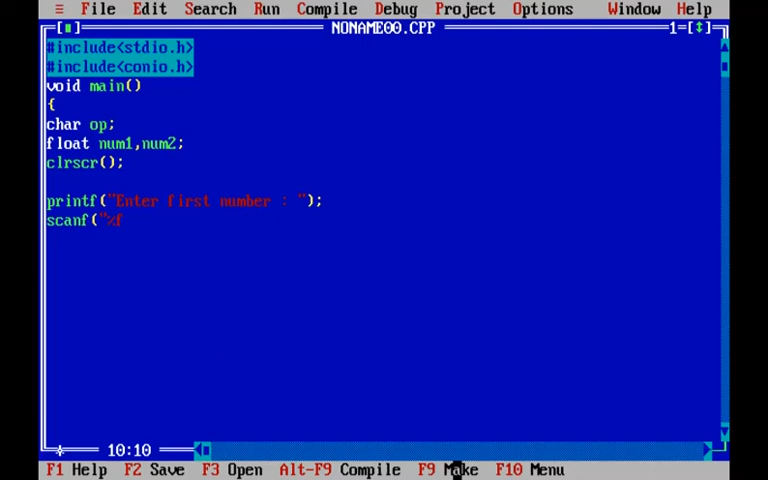 ≡ File Edit Search Run Compile Debug Project Options Window Help
NONAME00.CPP 1=[↕]
#include<stdio.h>
#include<conio.h>
void main()
{
char op;
float num1,num2;
clrscr();
printf("Enter first number : ");
scanf("%f
10:10
F1 Help F2 Save F3 Open Alt-F9 Compile F9 Make F10 Menu